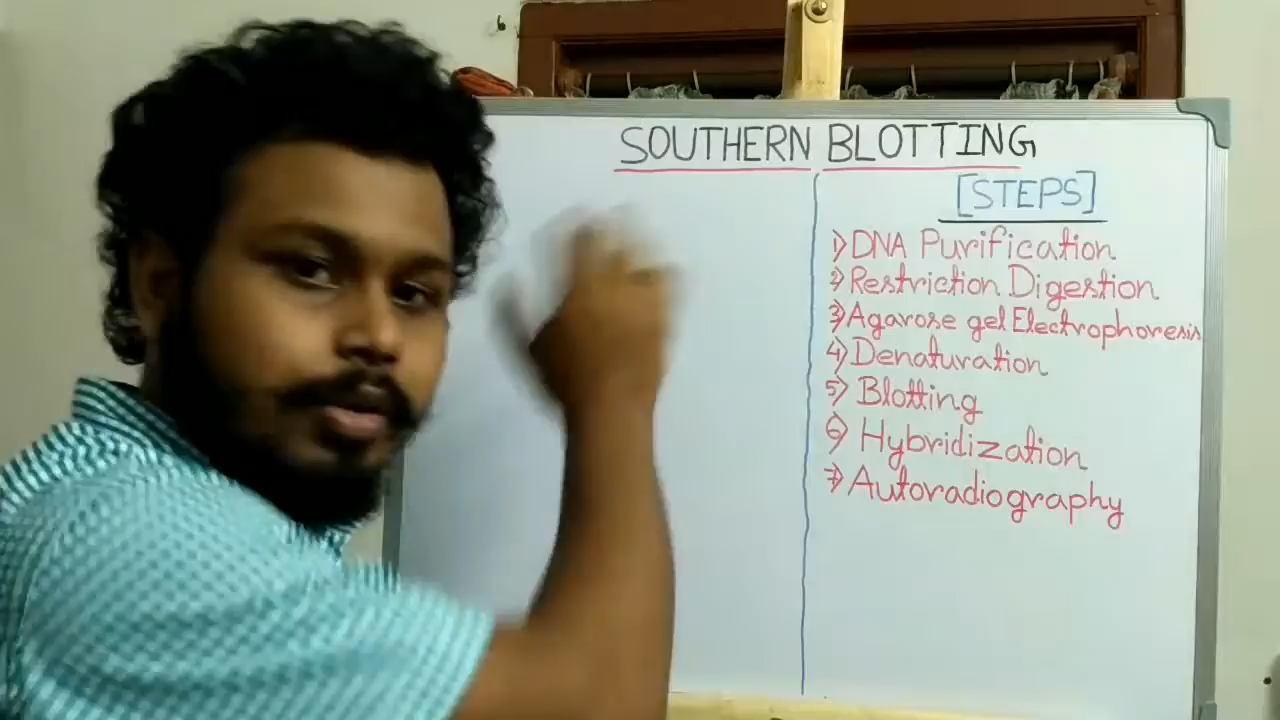 SOUTHERN BLOTTING
[STEPS]
1) DNA Purification
2) Restriction Digestion
3) Agarose gel Electrophoresis
4) Denaturation
5) Blotting
6) Hybridization
7) Autoradiography